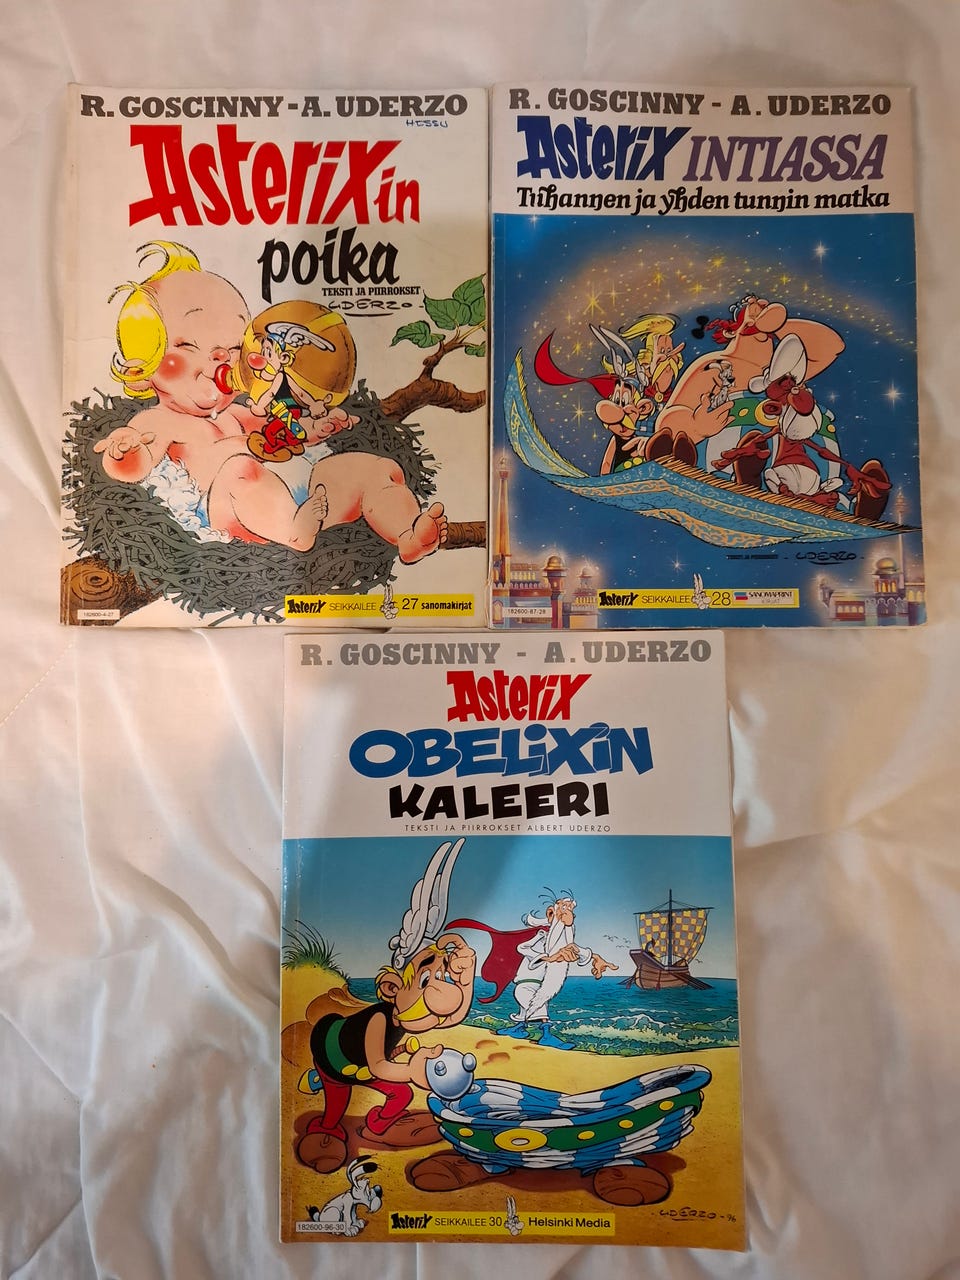 R. GOSCINNY - A. UDERZO
HESSU
Asterixin
poika
TEKSTI JA PIIRROKSET
UDERZO
182600-4-27
Asterix SEIKKAILEE 27 sanomakirjat
R. GOSCINNY - A. UDERZO
Asterix INTIASSA
Tuhannen ja yhden tunnin matka
TEKSTI JA PIIRROKSET UDERZO
182600-87-28
Asterix SEIKKAILEE 28 SANOMAPRINT
KIRJAT
R. GOSCINNY - A. UDERZO
Asterix
OBELiXiN
KALEERI
TEKSTI JA PIIRROKSET ALBERT UDERZO
UDERZO - 96
182600-96-30
Asterix SEIKKAILEE 30 Helsinki Media